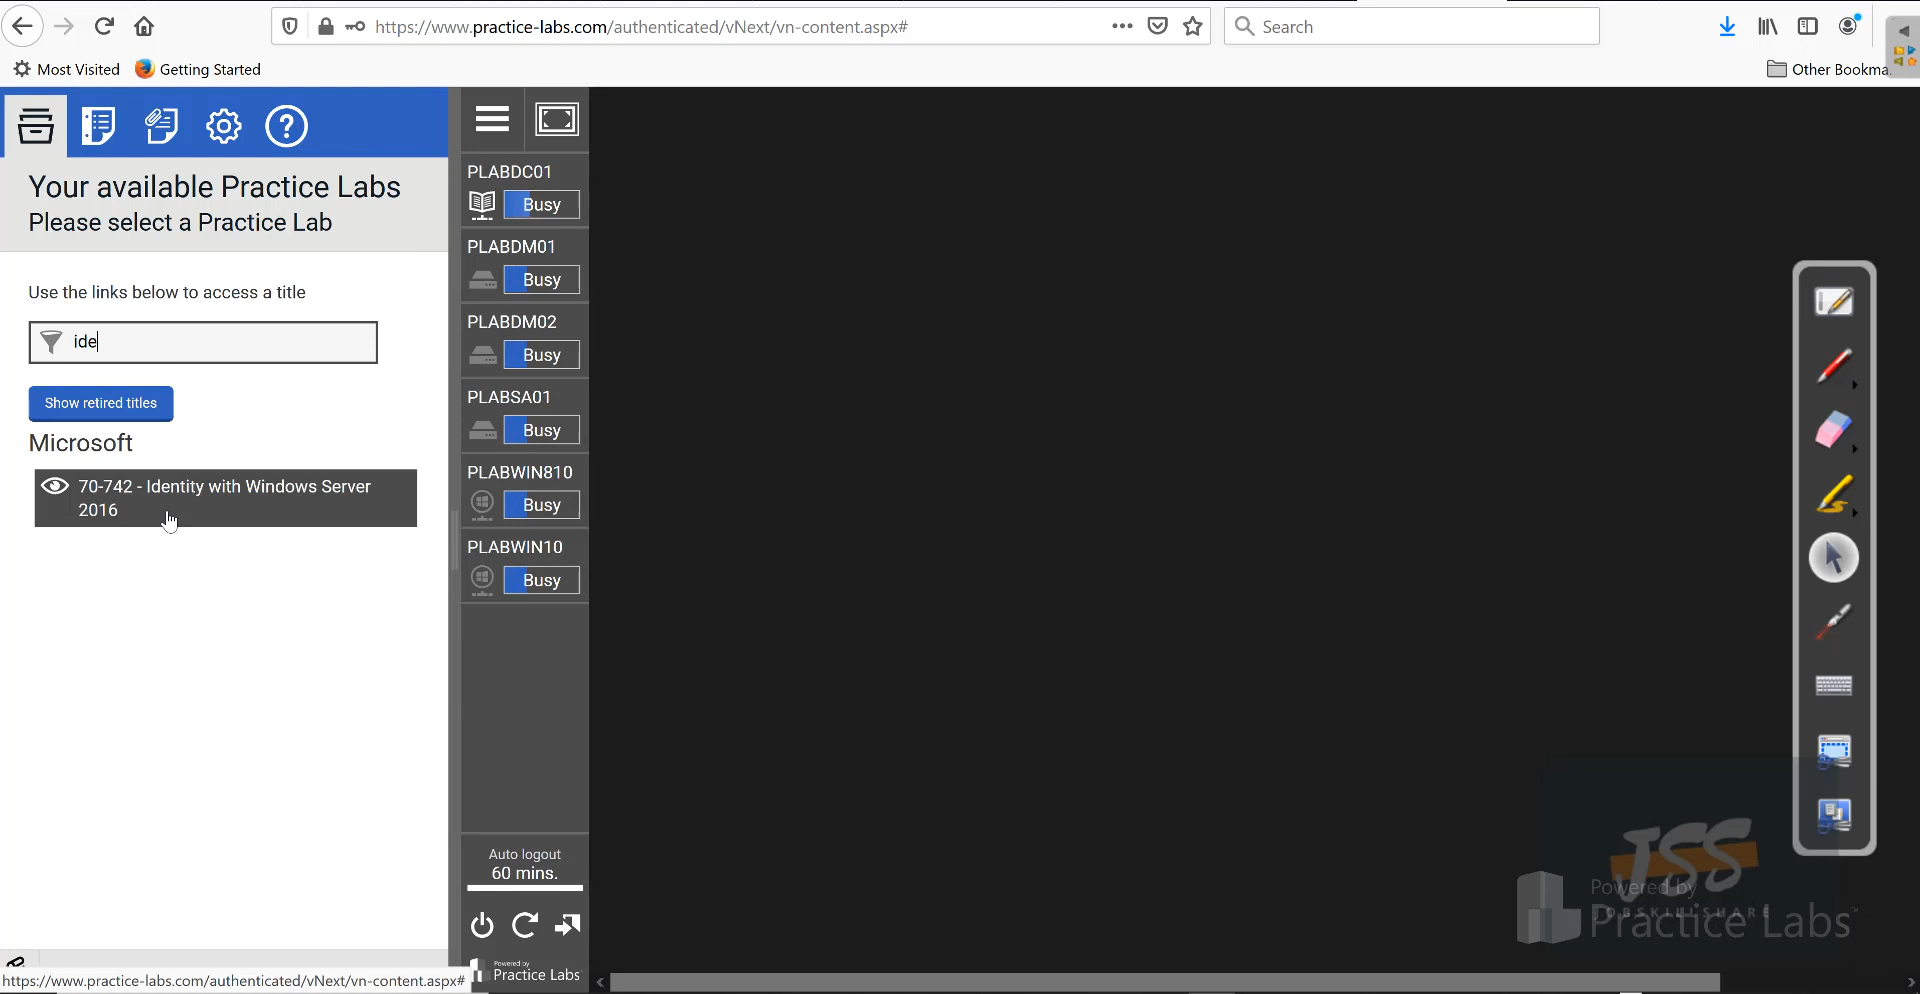 https://www.practice-labs.com/authenticated/vNext/vn-content.aspx#
Search
Most Visited
Getting Started
Other Bookma
Your available Practice Labs
Please select a Practice Lab
Use the links below to access a title
ide
Show retired titles
Microsoft
70-742 - Identity with Windows Server
2016
https://www.practice-labs.com/authenticated/vNext/vn-content.aspx#
PLABDC01
Busy
PLABDM01
Busy
PLABDM02
Busy
PLABSA01
Busy
PLABWIN810
Busy
PLABWIN10
Busy
Auto logout
60 mins.
Powered by
Practice Labs
JSS
Powered by
JOBSKILLSHARE
Practice Labs